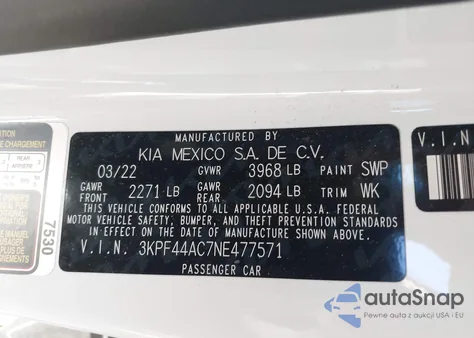 MANUFACTURED BY
KIA MEXICO S.A. DE C.V.
03/22 GVWR 3968 LB PAINT SWP
GAWR FRONT 2271 LB GAWR REAR 2094 LB TRIM WK
THIS VEHICLE CONFORMS TO ALL APPLICABLE U.S.A. FEDERAL
MOTOR VEHICLE SAFETY, BUMPER, AND THEFT PREVENTION STANDARDS
IN EFFECT ON THE DATE OF MANUFACTURE SHOWN ABOVE.
V.I.N. 3KPF44AC7NE477571
PASSENGER CAR
7530
CHARGEMENT
REAR
V.I.N.
autoSnap
Pewne auta z aukcji USA i EU